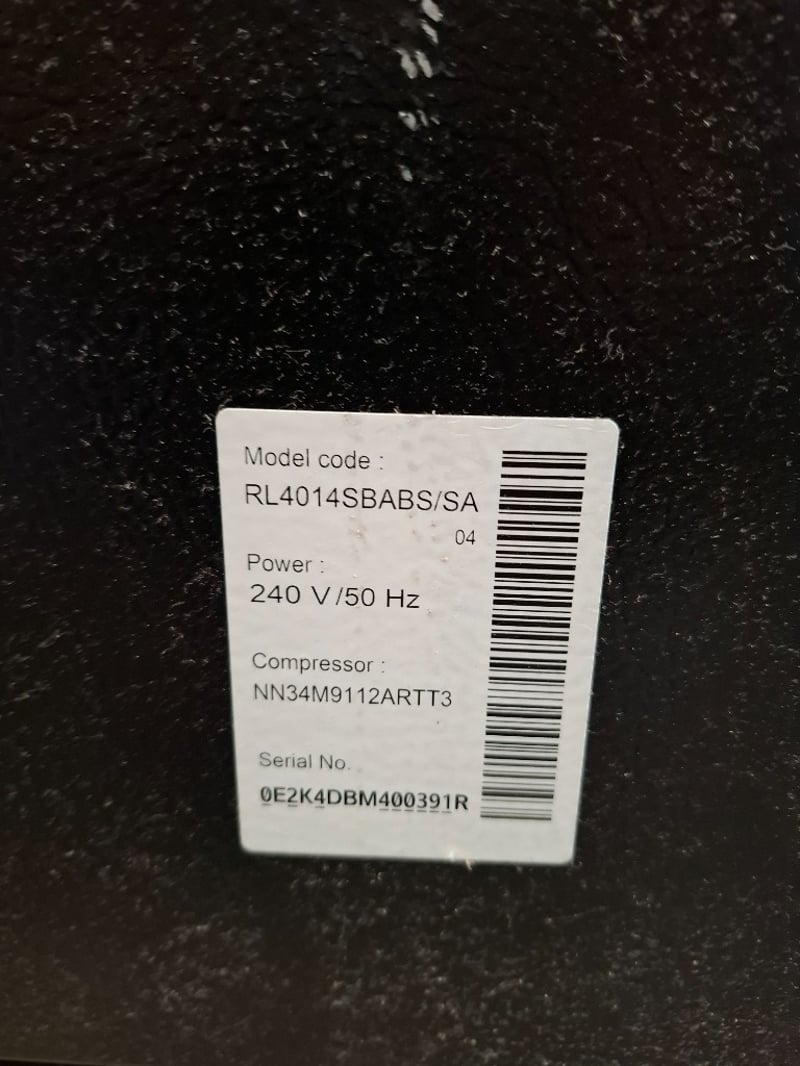 Model code :
RL4014SBABS/SA
04
Power :
240 V/50 Hz
Compressor :
NN34M9112ARTT3
Serial No.
0E2K4DBM400391R